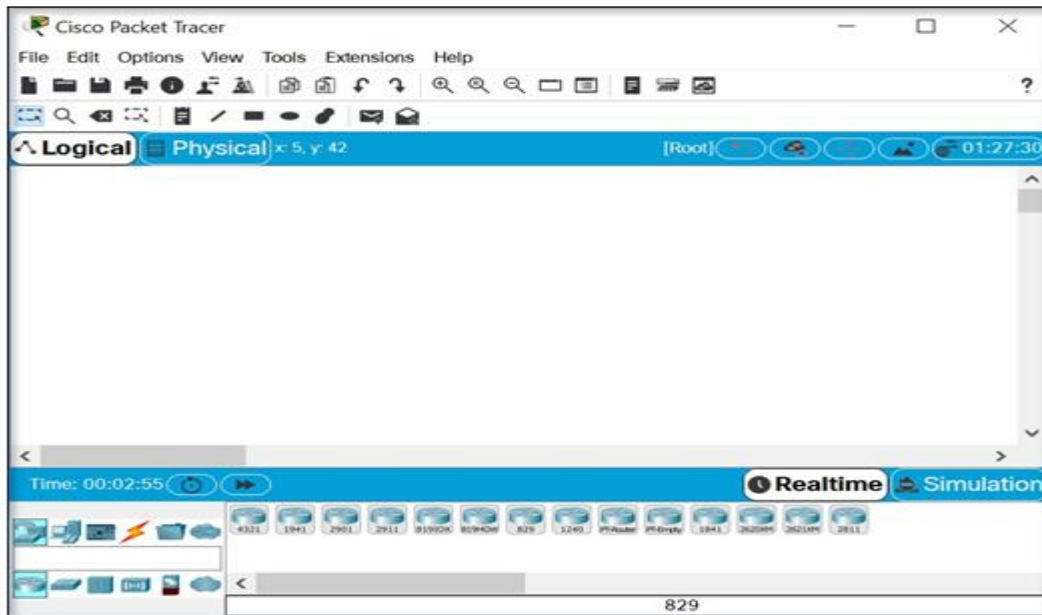 Cisco Packet Tracer
File Edit Options View Tools Extensions Help
?
Logical Physical x: 5, y: 42 [Root] 01:27:30
Time: 00:02:55 Realtime Simulation
4321 1941 2901 2911 819HGW 829 1240 PT-Router PT-Empty 1841 2620XM 2621XM 2811
829